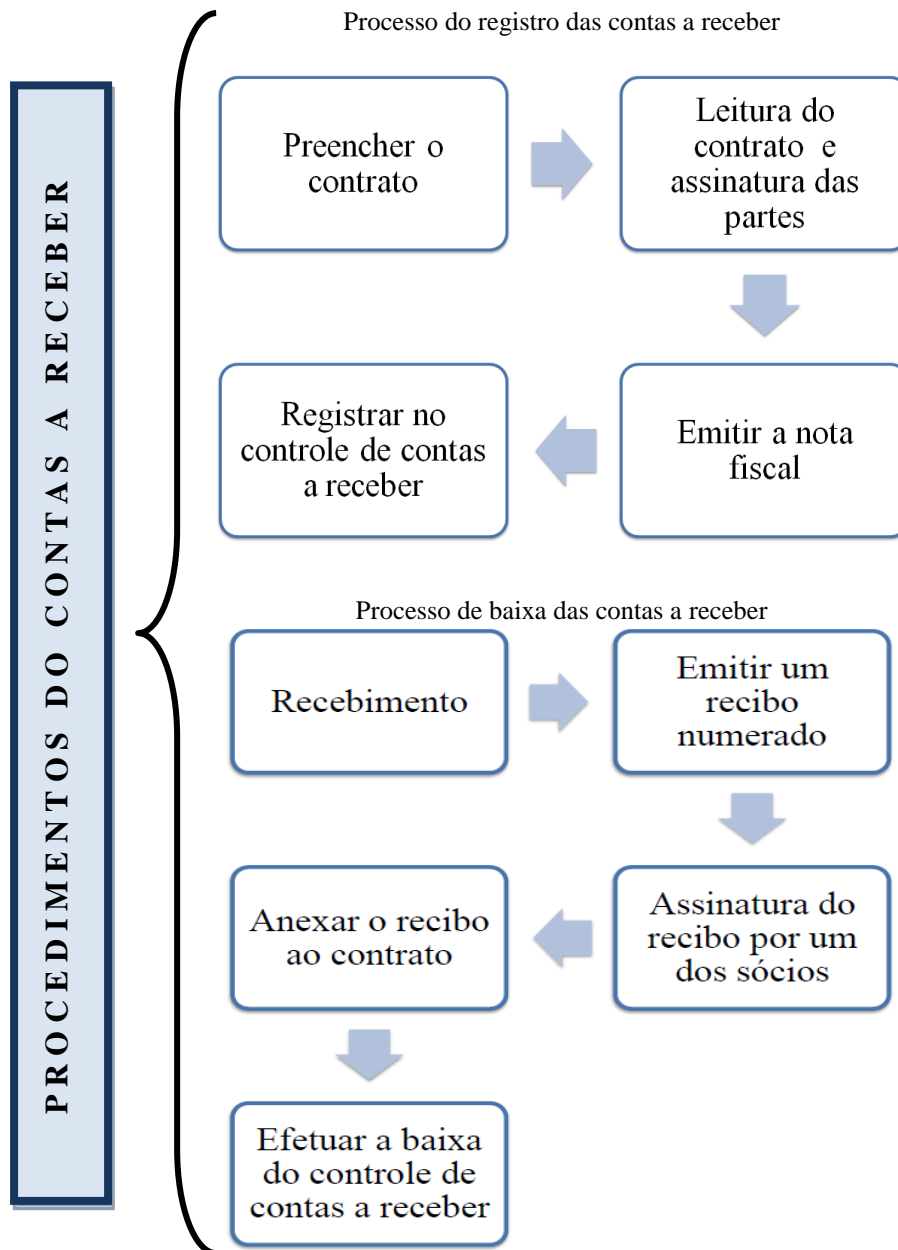 PROCEDIMENTOS DO CONTAS A RECEBER
Processo do registro das contas a receber
Preencher o
contrato
Leitura do
contrato e
assinatura das
partes
Emitir a nota
fiscal
Registrar no
controle de contas
a receber
Processo de baixa das contas a receber
Recebimento
Emitir um
recibo
numerado
Assinatura do
recibo por um
dos sócios
Anexar o recibo
ao contrato
Efetuar a baixa
do controle de
contas a receber